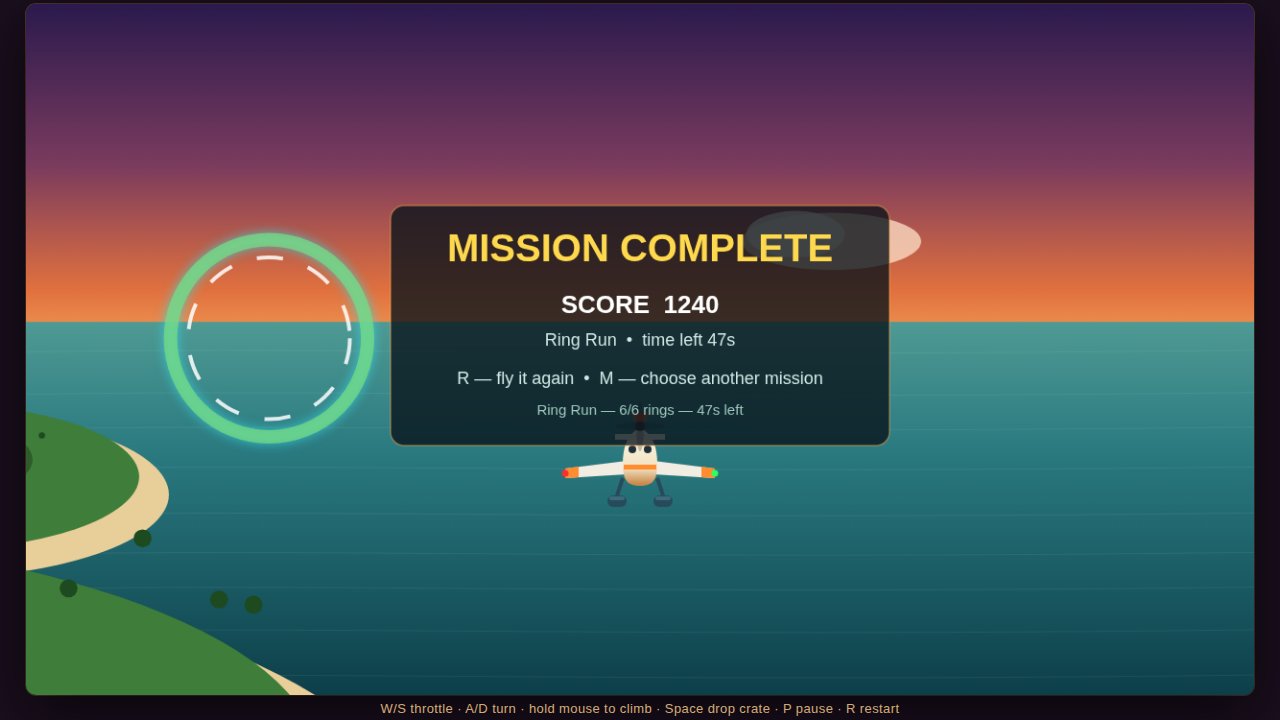 MISSION COMPLETE
SCORE 1240
Ring Run • time left 47s
R — fly it again • M — choose another mission
Ring Run — 6/6 rings — 47s left
W/S throttle · A/D turn · hold mouse to climb · Space drop crate · P pause · R restart